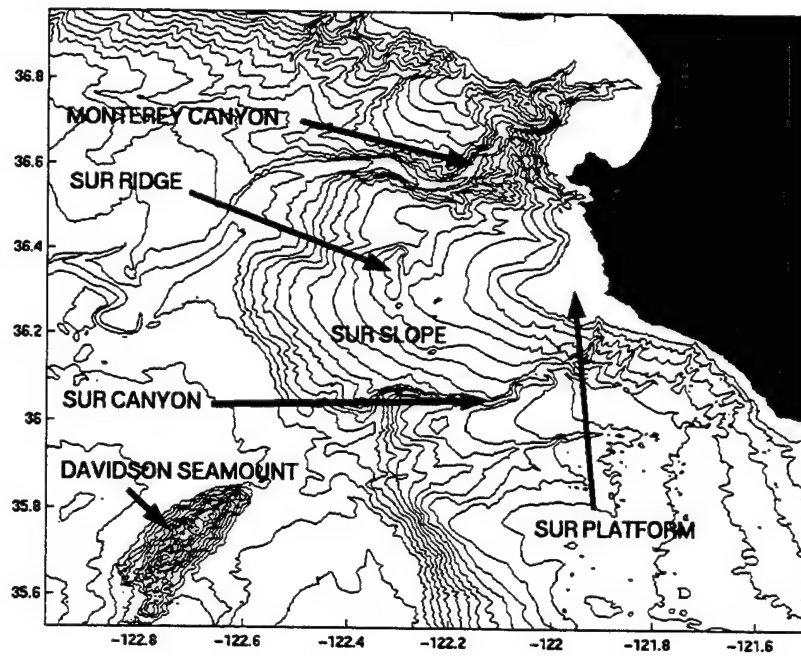 36.8
MONTEREY CANYON
36.6
SUR RIDGE
36.4
36.2
SUR SLOPE
SUR CANYON
36
DAVIDSON SEAMOUNT
35.8
SUR PLATFORM
35.6
-122.8
-122.6
-122.4
-122.2
-122
-121.8
-121.6